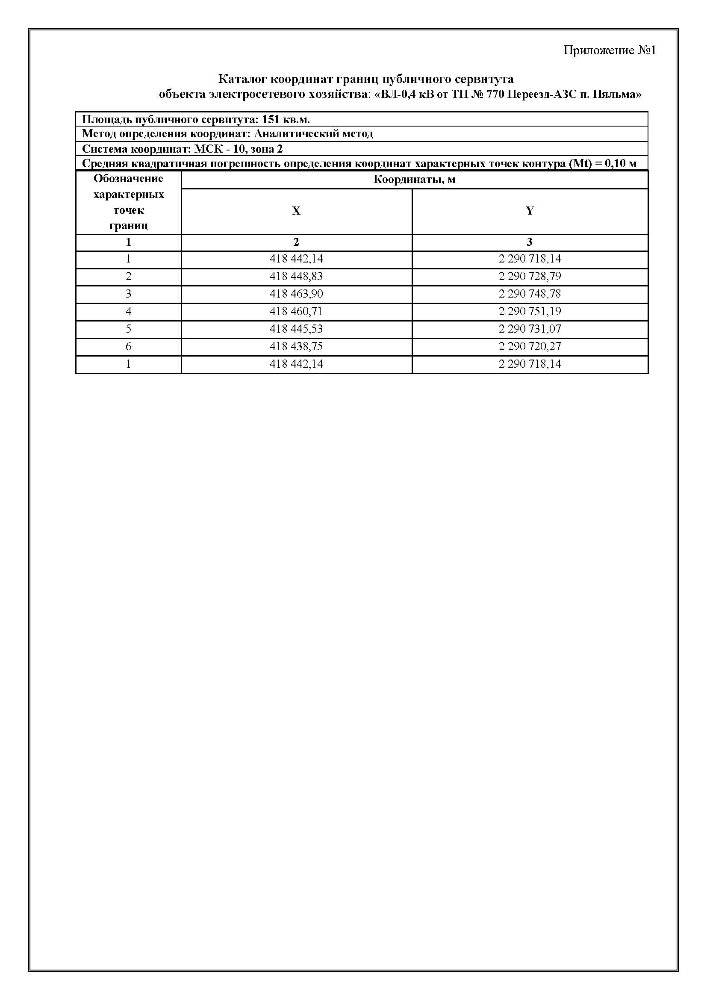 Приложение №1
Каталог координат границ публичного сервитута
объекта электросетевого хозяйства: «ВЛ-0,4 кВ от ТП № 770 Переезд-АЗС п. Пяльма»
Площадь публичного сервитута: 151 кв.м.
Метод определения координат: Аналитический метод
Система координат: МСК - 10, зона 2
Средняя квадратичная погрешность определения координат характерных точек контура (Mt) = 0,10 м
Обозначение
характерных
точек
границ
Координаты, м
X
Y
1 2 3
1 418 442,14 2 290 718,14
2 418 448,83 2 290 728,79
3 418 463,90 2 290 748,78
4 418 460,71 2 290 751,19
5 418 445,53 2 290 731,07
6 418 438,75 2 290 720,27
1 418 442,14 2 290 718,14